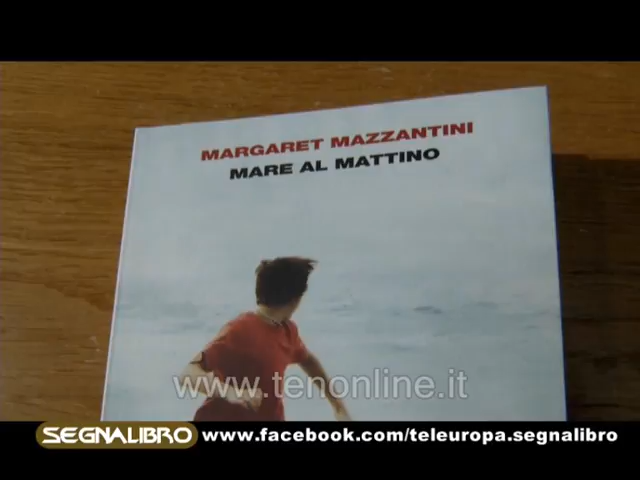 MARGARET MAZZANTINI
MARE AL MATTINO
www.tenonline.it
SEGNALIBRO www.facebook.com/teleuropa.segnalibro